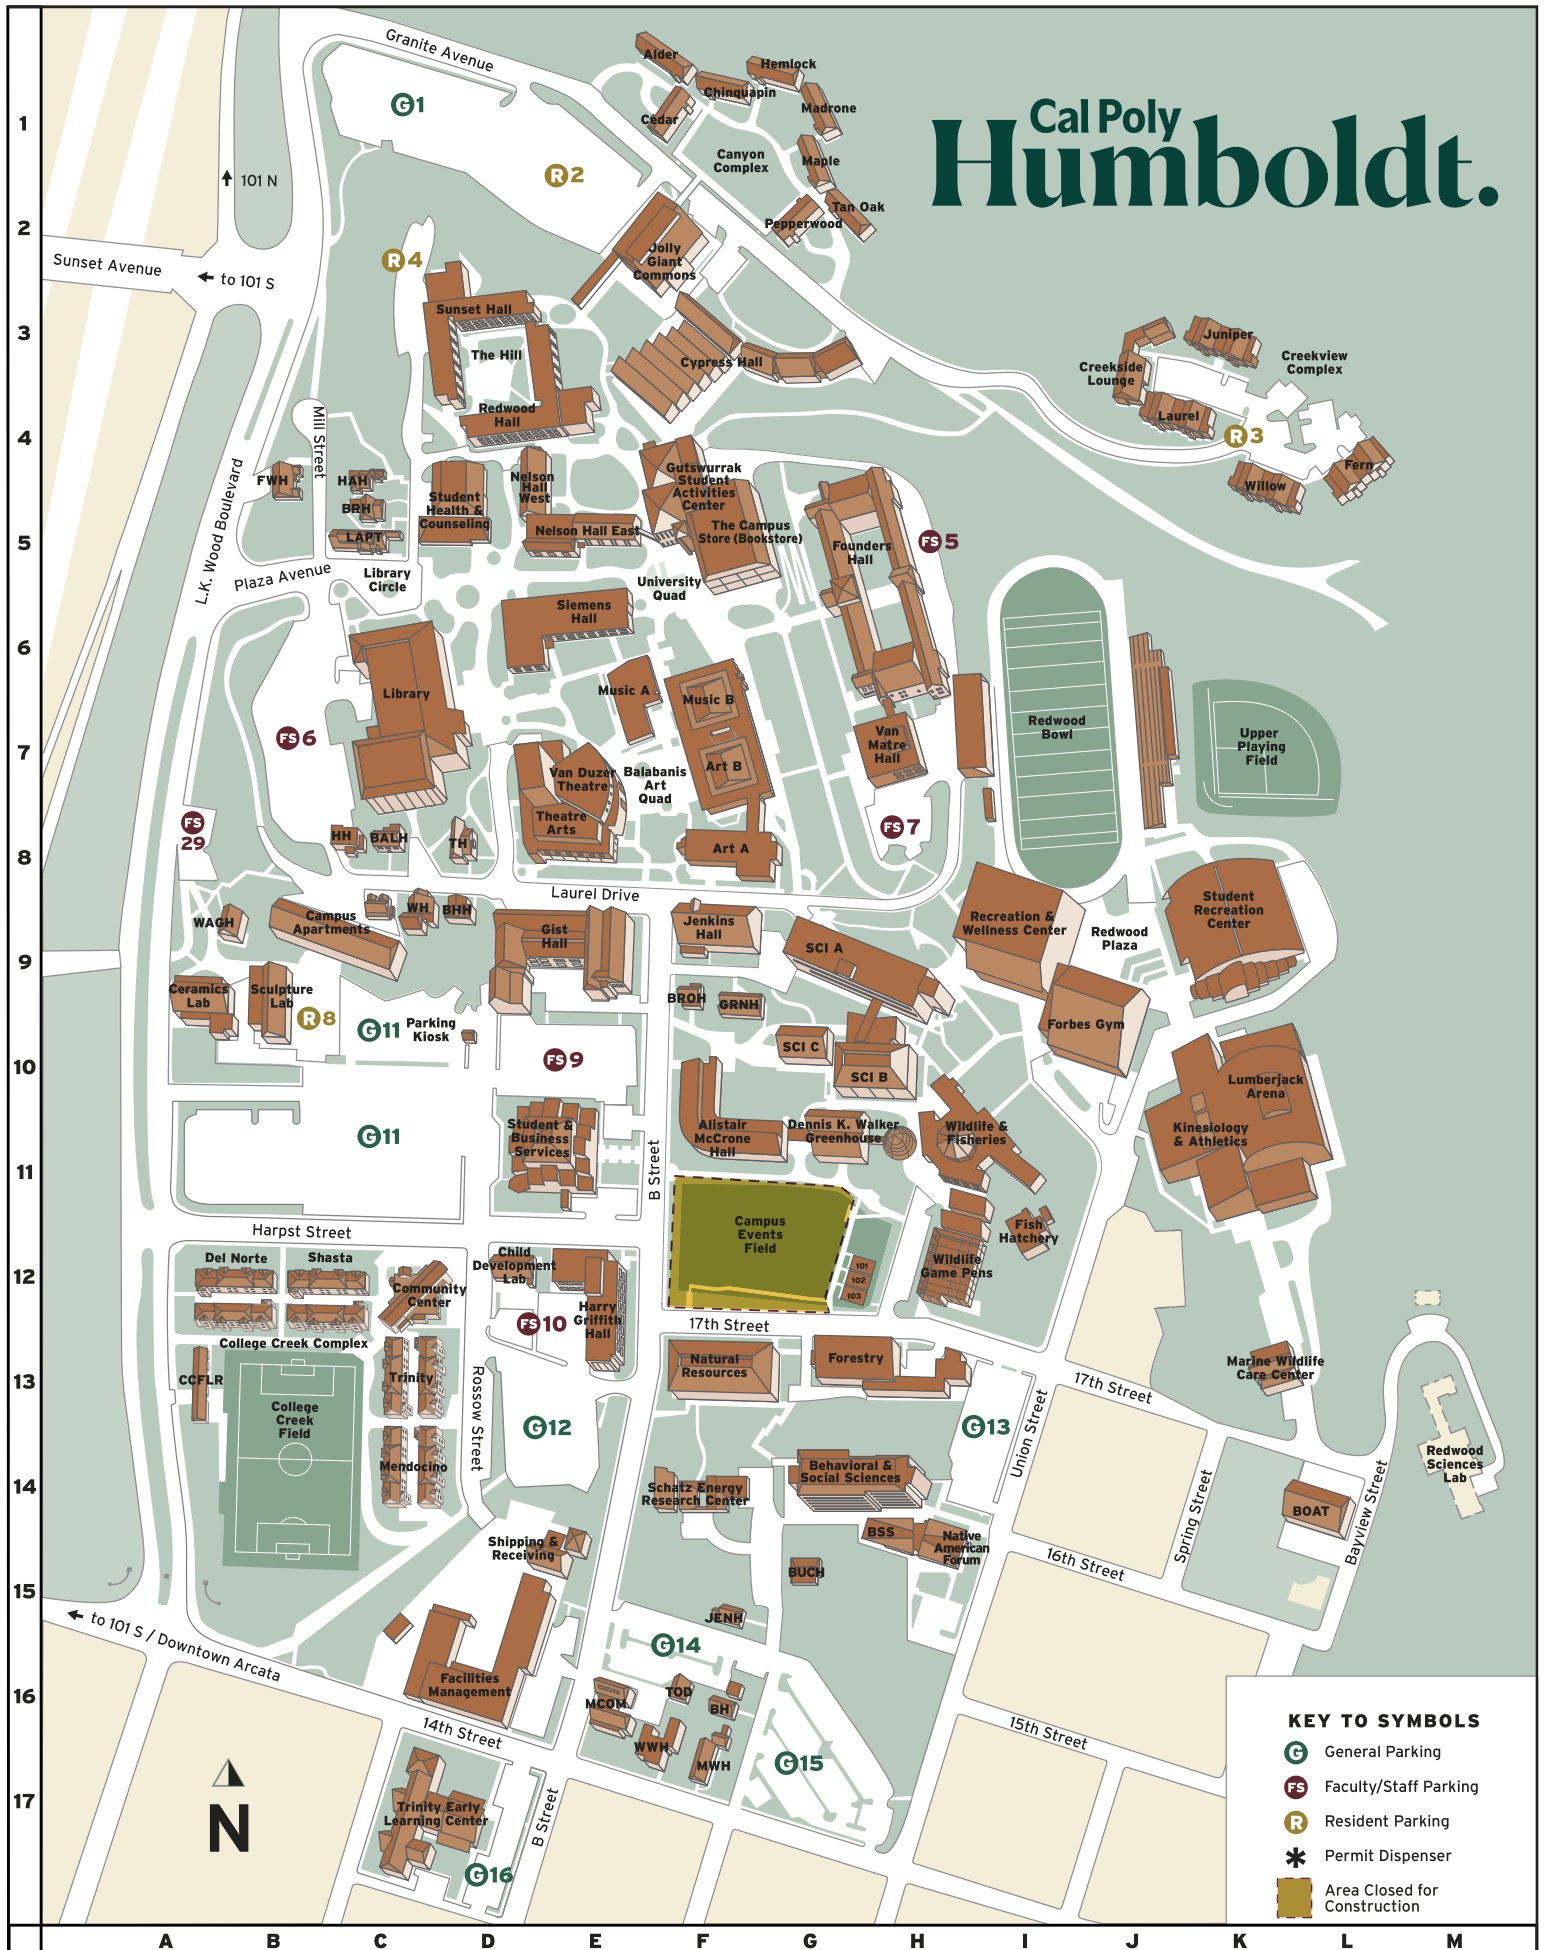 Cal Poly
Humboldt.
Granite Avenue
G1
R2
101 N
Sunset Avenue
to 101 S
R4
Alder
Hemlock
Chinquapin
Cedar
Madrone
Canyon
Complex
Maple
Tan Oak
Pepperwood
Jolly
Giant
Commons
Sunset Hall
The Hill
Redwood
Hall
Cypress Hall
Juniper
Creekside
Lounge
Creekview
Complex
Laurel
R3
Willow
Fern
Mill Street
L.K. Wood Boulevard
FWH
HAH
BRH
LAPT
Student
Health &
Counseling
Nelson
Hall
West
Nelson Hall East
Gutswurrak
Student
Activities
Center
The Campus
Store (Bookstore)
Founders
Hall
FS5
Plaza Avenue
Library
Circle
University
Quad
Siemens
Hall
Library
Music A
Music B
FS6
Van
Matre
Hall
Redwood
Bowl
Upper
Playing
Field
Art B
Van Duzer
Theatre
Balabanis
Art
Quad
Theatre
Arts
FS
29
HH
BALH
TH
Art A
FS7
Laurel Drive
WAGH
Campus
Apartments
WH
BHH
Gist
Hall
Jenkins
Hall
SCI A
Recreation &
Wellness Center
Redwood
Plaza
Student
Recreation
Center
Ceramics
Lab
Sculpture
Lab
R8
G11
Parking
Kiosk
BROH
GRNH
Forbes Gym
SCI C
SCI B
FS9
Lumberjack
Arena
Kinesiology
& Athletics
G11
Student &
Business
Services
B Street
Alistair
McCrone
Hall
Dennis K. Walker
Greenhouse
Wildlife &
Fisheries
Harpst Street
Campus
Events
Field
Fish
Hatchery
Wildlife
Game Pens
101
102
103
Del Norte
Shasta
Community
Center
Child
Development
Lab
Harry
Griffith
Hall
FS10
College Creek Complex
17th Street
CCFLR
College
Creek
Field
Trinity
Mendocino
Rossow Street
G12
Natural
Resources
Forestry
G13
Union Street
17th Street
Marine Wildlife
Care Center
Redwood
Sciences
Lab
Schatz Energy
Research Center
Behavioral &
Social Sciences
BSS
Native
American
Forum
BOAT
Spring Street
Bayview Street
16th Street
Shipping &
Receiving
BUCH
JENH
to 101 S / Downtown Arcata
G14
Facilities
Management
MCOM
TOD
BH
WWH
MWH
G15
15th Street
14th Street
B Street
Trinity Early
Learning Center
G16
N
KEY TO SYMBOLS
G General Parking
FS Faculty/Staff Parking
R Resident Parking
* Permit Dispenser
Area Closed for
Construction
1
2
3
4
5
6
7
8
9
10
11
12
13
14
15
16
17
A B C D E F G H I J K L M